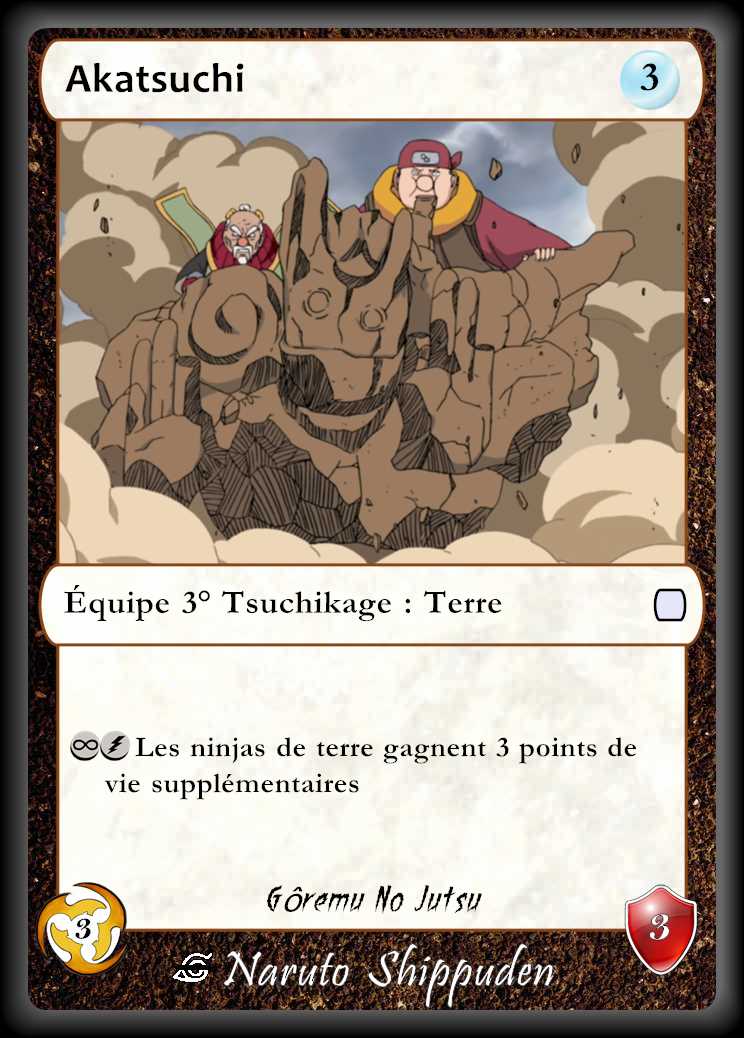 Akatsuchi
3
Équipe 3° Tsuchikage : Terre
Les ninjas de terre gagnent 3 points de
vie supplémentaires
Gôremu No Jutsu
3
3
Naruto Shippuden